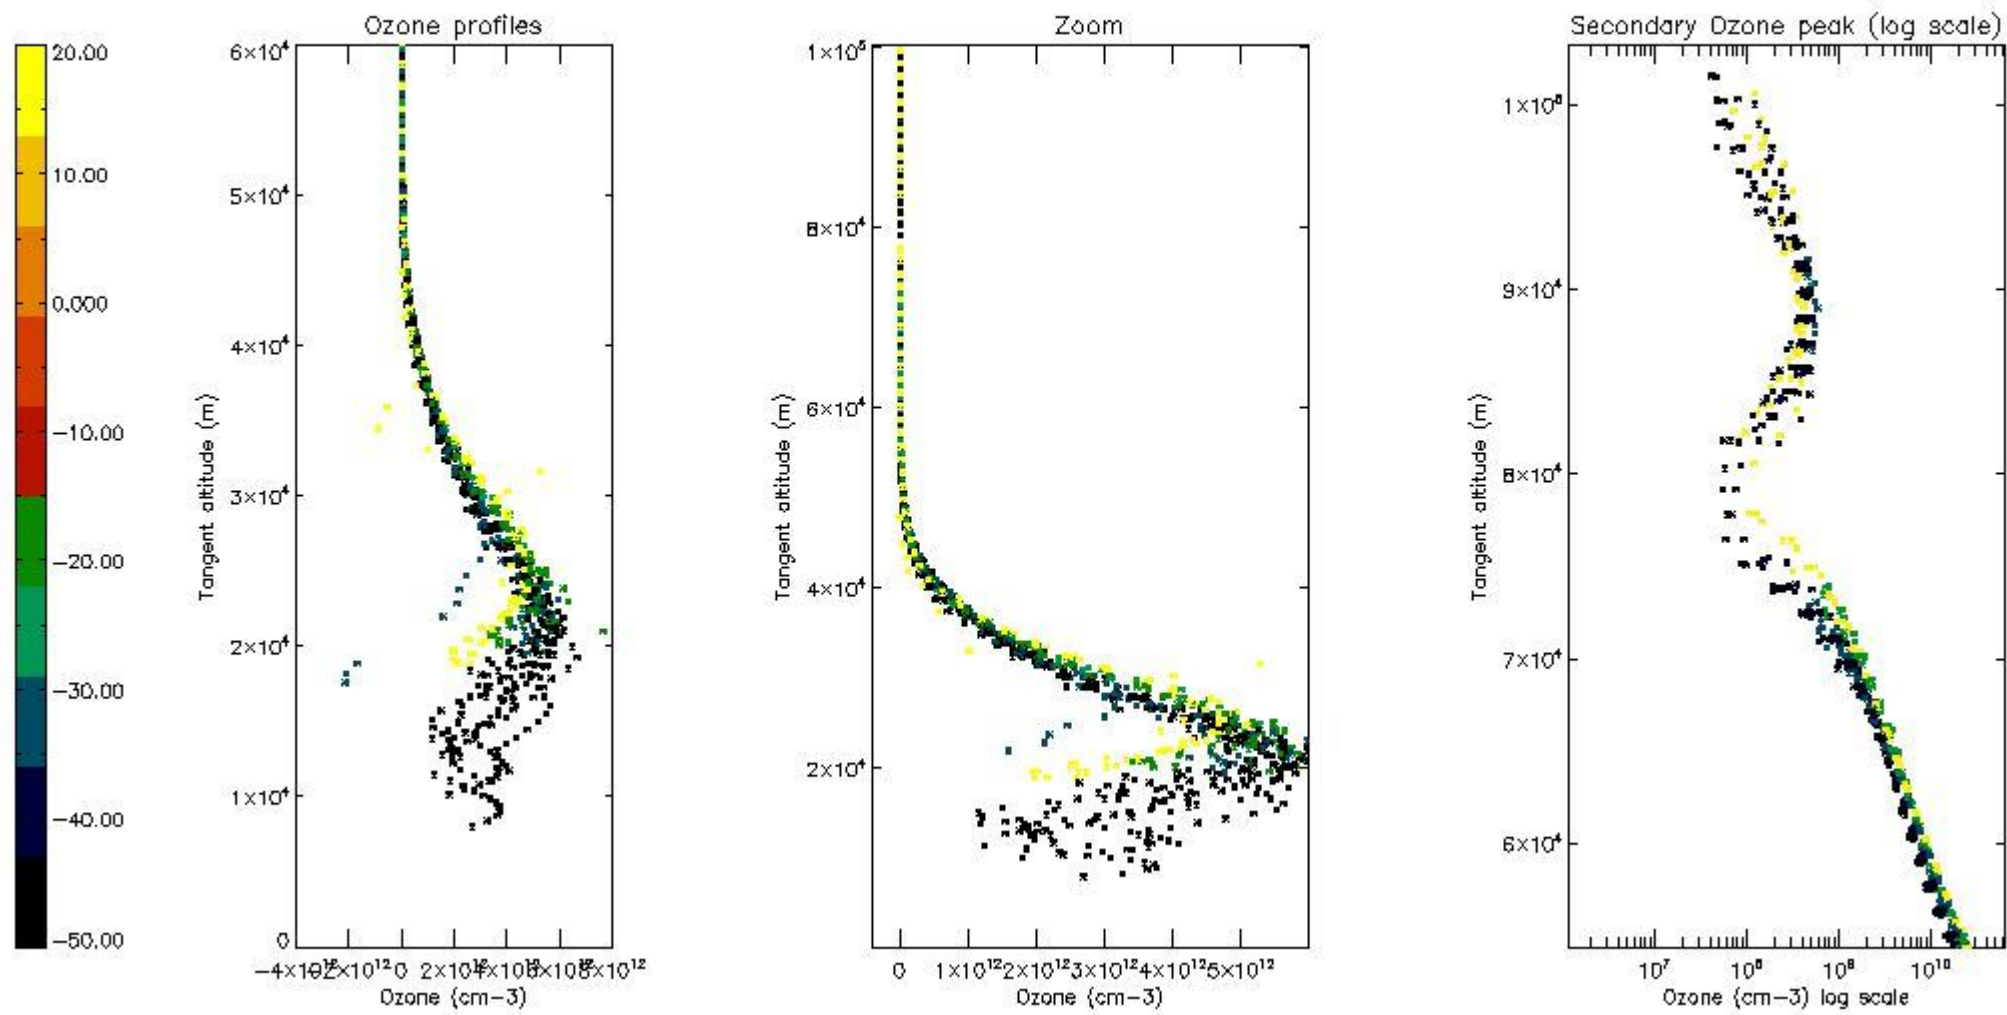 Ozone profiles
Zoom
Secondary Ozone peak (log scale)
20.00
10.00
0.000
−10.00
−20.00
−30.00
−40.00
−50.00
Tangent altitude (m)
6×10⁴
5×10⁴
4×10⁴
3×10⁴
2×10⁴
1×10⁴
0
0
Ozone (cm−3)
Tangent altitude (m)
1×10⁵
8×10⁴
6×10⁴
4×10⁴
2×10⁴
0 1×10¹² 2×10¹² 3×10¹² 4×10¹² 5×10¹²
Ozone (cm−3)
Tangent altitude (m)
9×10⁴
8×10⁴
7×10⁴
6×10⁴
10⁷ 10⁸ 10⁹ 10¹⁰
Ozone (cm−3) log scale